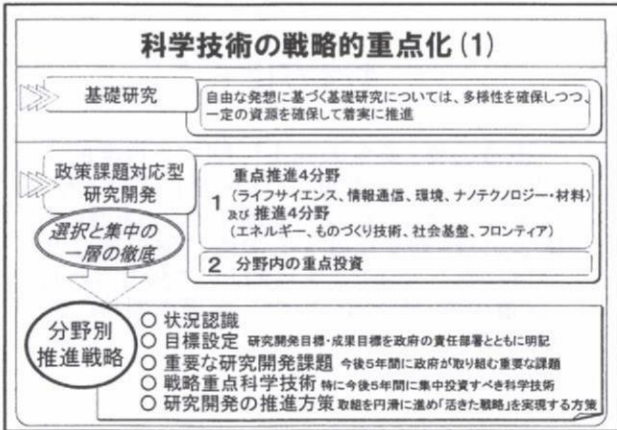 科学技術の戦略的重点化(1)
基礎研究
自由な発想に基づく基礎研究については、多様性を確保しつつ、
一定の資源を確保して着実に推進
政策課題対応型
研究開発
選択と集中の
一層の徹底
1
重点推進4分野
(ライフサイエンス、情報通信、環境、ナノテクノロジー・材料)
及び 推進4分野
(エネルギー、ものづくり技術、社会基盤、フロンティア)
2 分野内の重点投資
分野別
推進戦略
○ 状況認識
○ 目標設定 研究開発目標・成果目標を政府の責任部署とともに明記
○ 重要な研究開発課題 今後5年間に政府が取り組む重要な課題
○ 戦略重点科学技術 特に今後5年間に集中投資すべき科学技術
○ 研究開発の推進方策 取組を円滑に進め「活きた戦略」を実現する方策